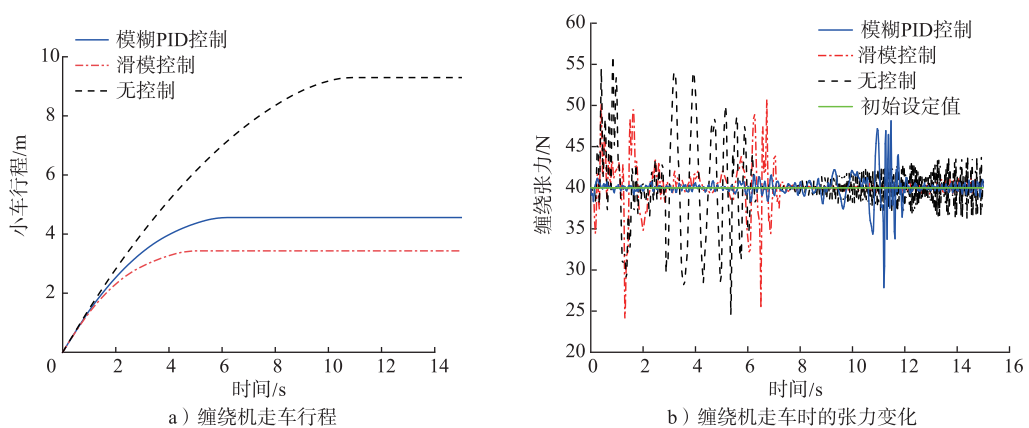 模糊PID控制
滑模控制
无控制
小车行程/m
10
8
6
4
2
0
2 4 6 8 10 12 14
时间/s
a）缠绕机走车行程
模糊PID控制
滑模控制
无控制
初始设定值
缠绕张力/N
60
55
50
45
40
35
30
25
20
0 2 4 6 8 10 12 14 16
时间/s
b）缠绕机走车时的张力变化